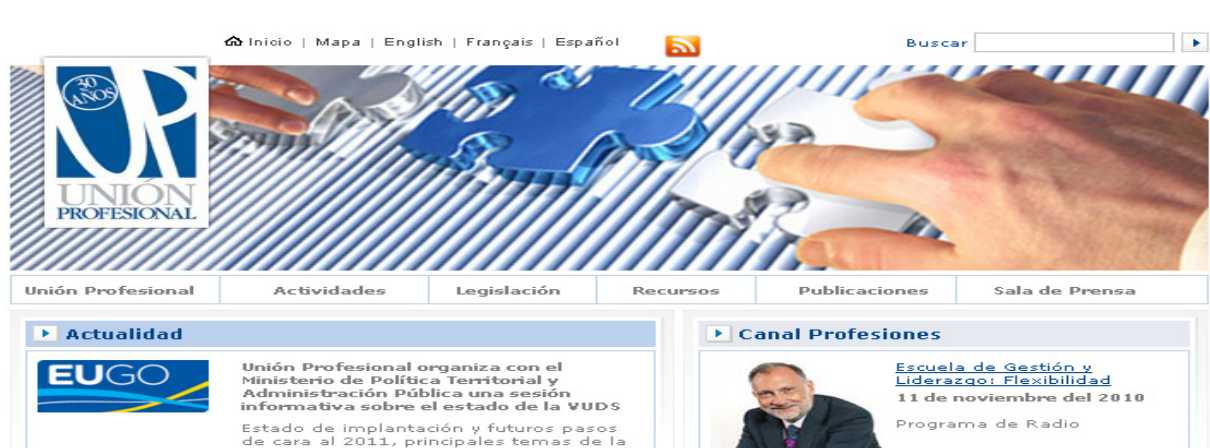 Inicio | Mapa | English | Français | Español
Buscar
30
AÑOS
UP
UNIÓN
PROFESIONAL
Unión Profesional
Actividades
Legislación
Recursos
Publicaciones
Sala de Prensa
Actualidad
EUGO
Unión Profesional organiza con el
Ministerio de Política Territorial y
Administración Pública una sesión
informativa sobre el estado de la VUDS
Estado de implantación y futuros pasos
de cara al 2011, principales temas de la
Canal Profesiones
Escuela de Gestión y
Liderazgo: Flexibilidad
11 de noviembre del 2010
Programa de Radio